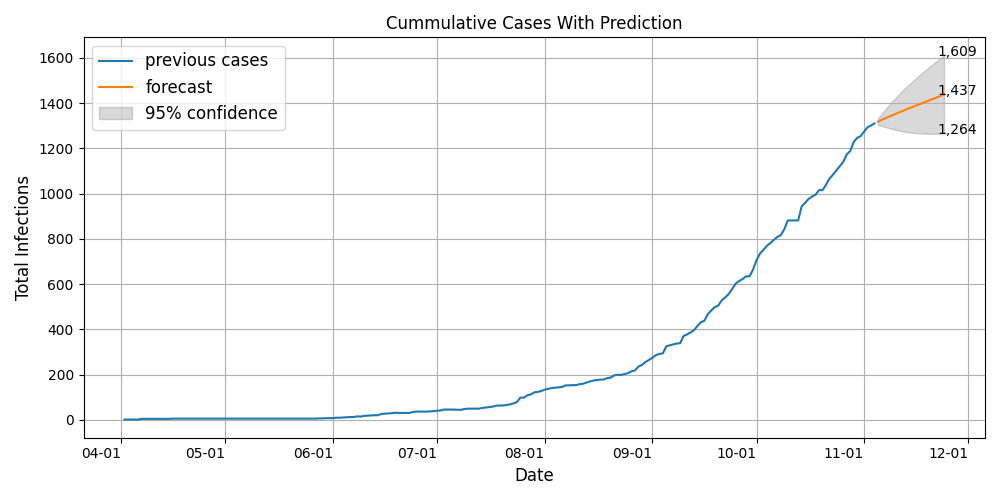 Cummulative Cases With Prediction
previous cases
forecast
95% confidence
1,609
1,437
1,264
Total Infections
1600
1400
1200
1000
800
600
400
200
0
04-01 05-01 06-01 07-01 08-01 09-01 10-01 11-01 12-01
Date